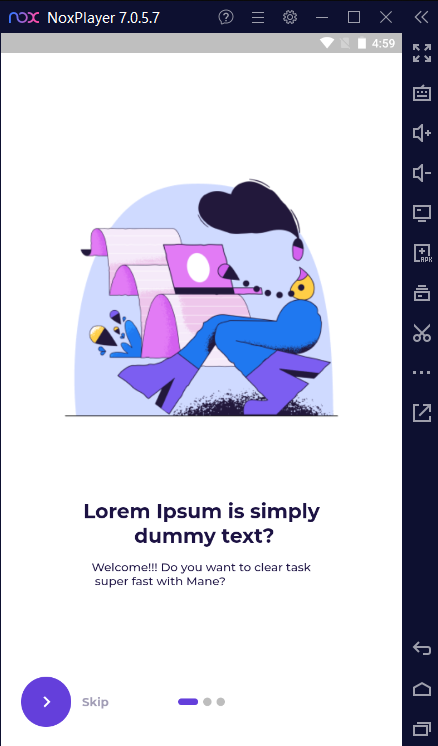 nox NoxPlayer 7.0.5.7
4:59
APK
Lorem Ipsum is simply
dummy text?
Welcome!!! Do you want to clear task
super fast with Mane?
Skip